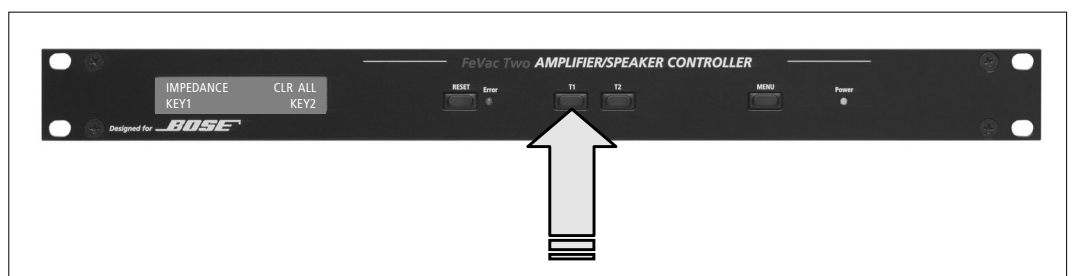 FeVac Two AMPLIFIER/SPEAKER CONTROLLER
IMPEDANCE CLR ALL
KEY1 KEY2
RESET Error T1 T2 MENU Power
Designed for BOSE